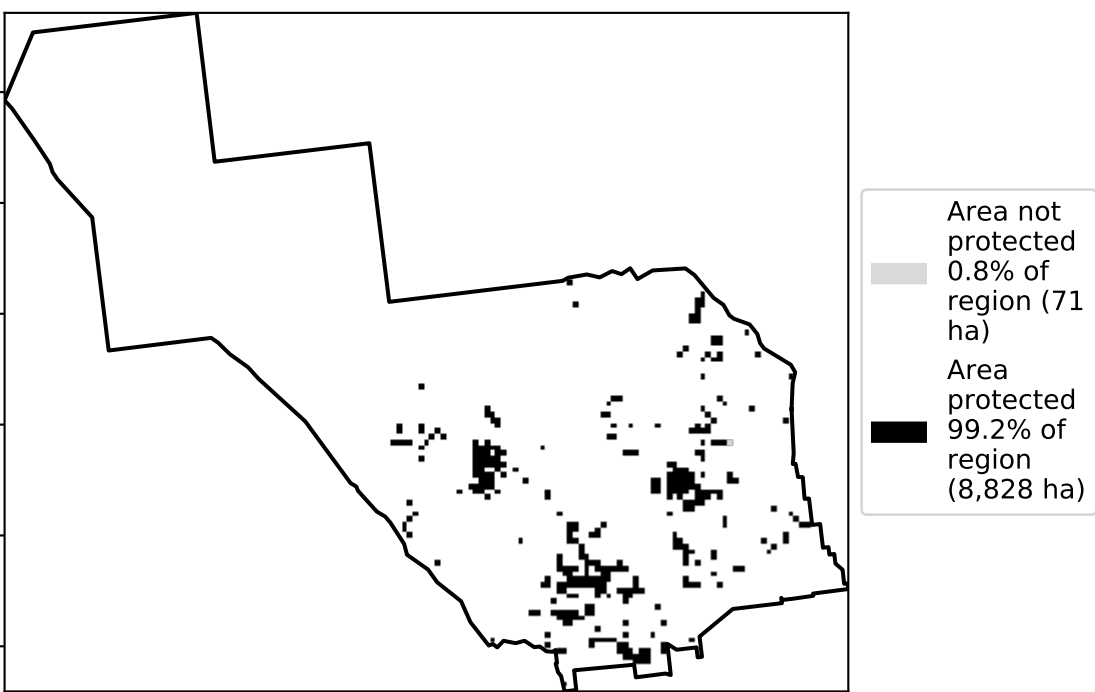 Area not
protected
0.8% of
region (71
ha)
Area
protected
99.2% of
region
(8,828 ha)